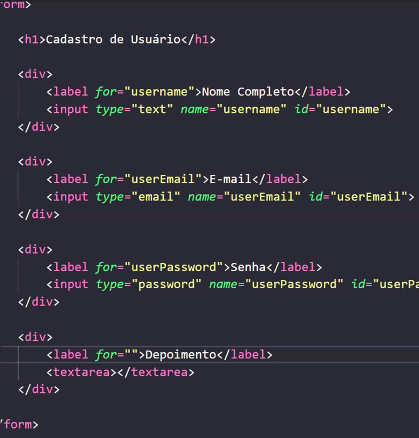 form>
<h1>Cadastro de Usuário</h1>
<div>
<label for="username">Nome Completo</label>
<input type="text" name="username" id="username">
</div>
<div>
<label for="userEmail">E-mail</label>
<input type="email" name="userEmail" id="userEmail">
</div>
<div>
<label for="userPassword">Senha</label>
<input type="password" name="userPassword" id="userPa
</div>
<div>
<label for="">Depoimento</label>
<textarea></textarea>
</div>
/form>